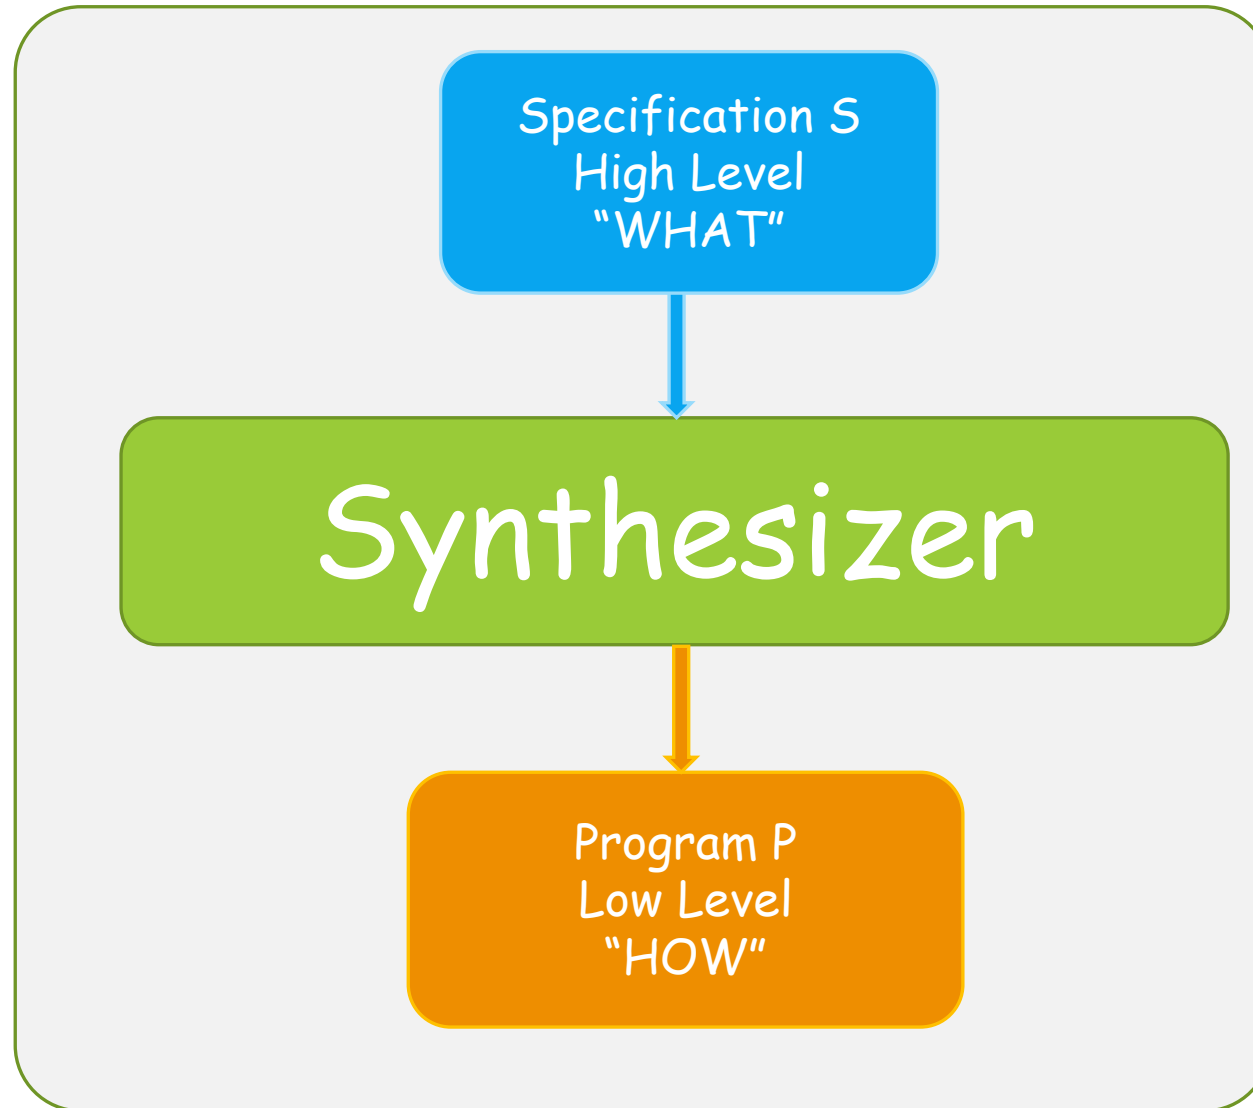 Specification S
High Level
“WHAT”
Synthesizer
Program P
Low Level
“HOW”